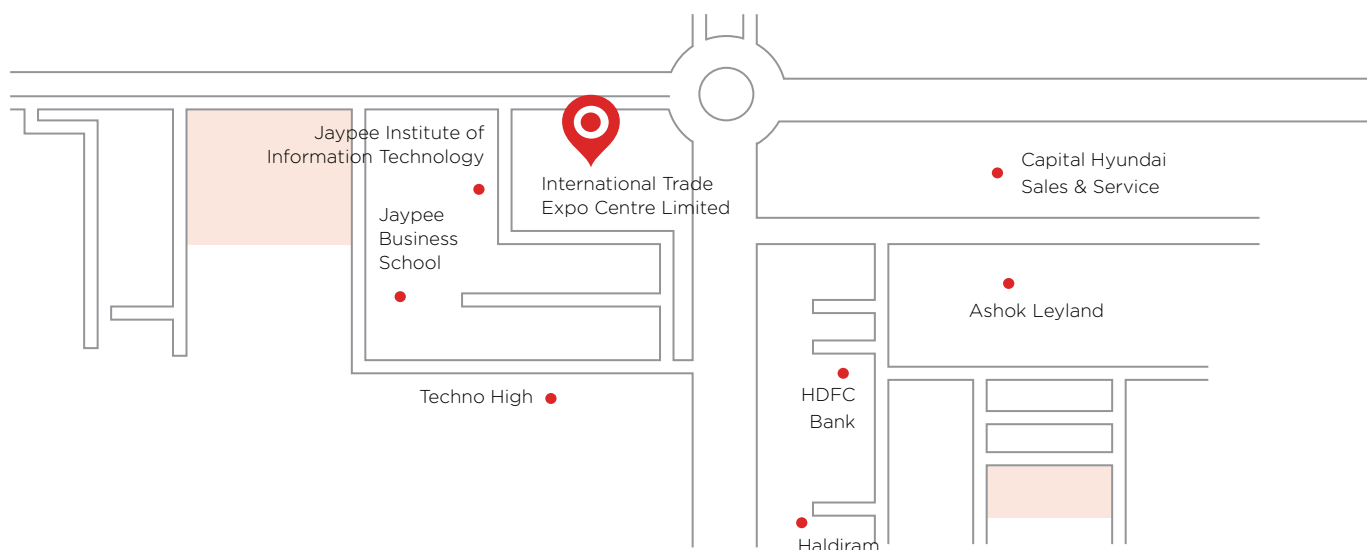 Jaypee Institute of
Information Technology
International Trade
Expo Centre Limited
Capital Hyundai
Sales & Service
Jaypee
Business
School
Ashok Leyland
Techno High
HDFC
Bank
Haldiram